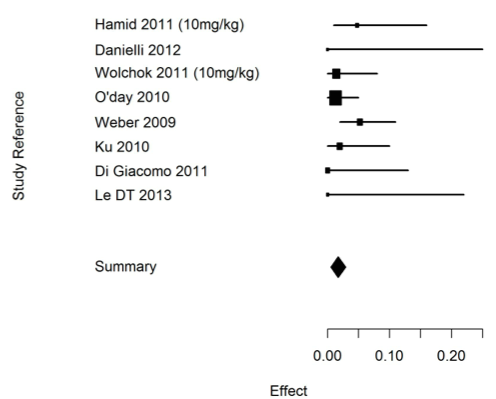 Study Reference
Hamid 2011 (10mg/kg)
Danielli 2012
Wolchok 2011 (10mg/kg)
O'day 2010
Weber 2009
Ku 2010
Di Giacomo 2011
Le DT 2013
Summary
0.00 0.10 0.20
Effect